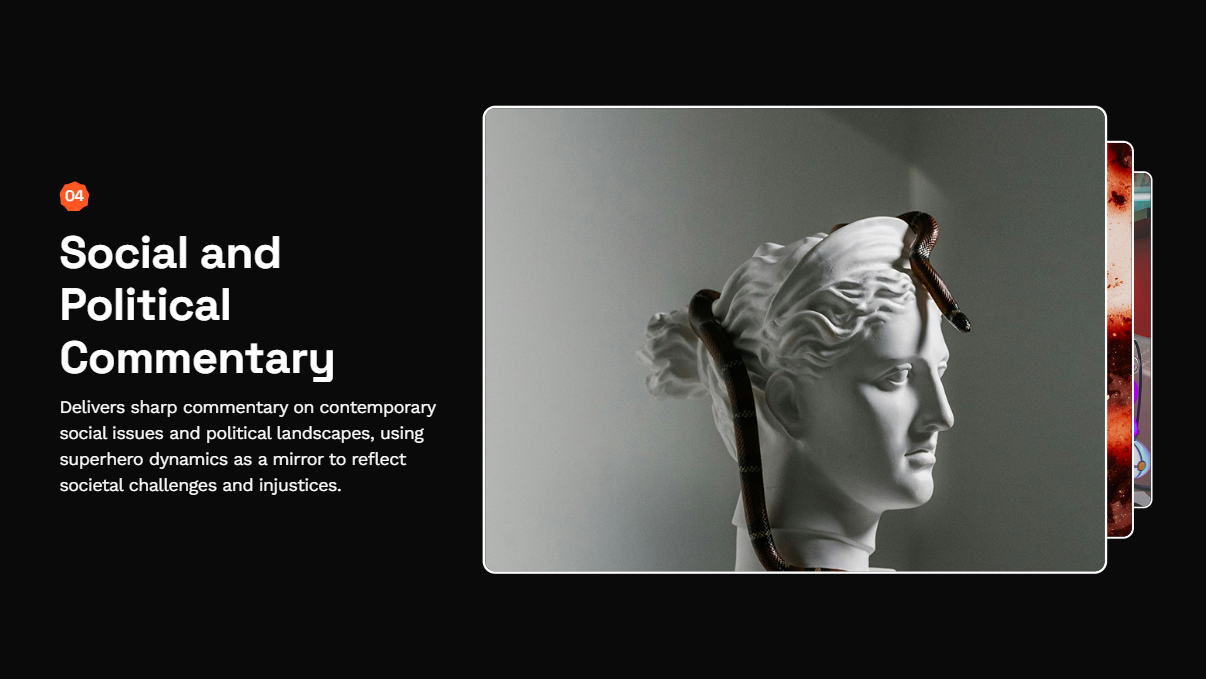 04
Social and
Political
Commentary
Delivers sharp commentary on contemporary
social issues and political landscapes, using
superhero dynamics as a mirror to reflect
societal challenges and injustices.